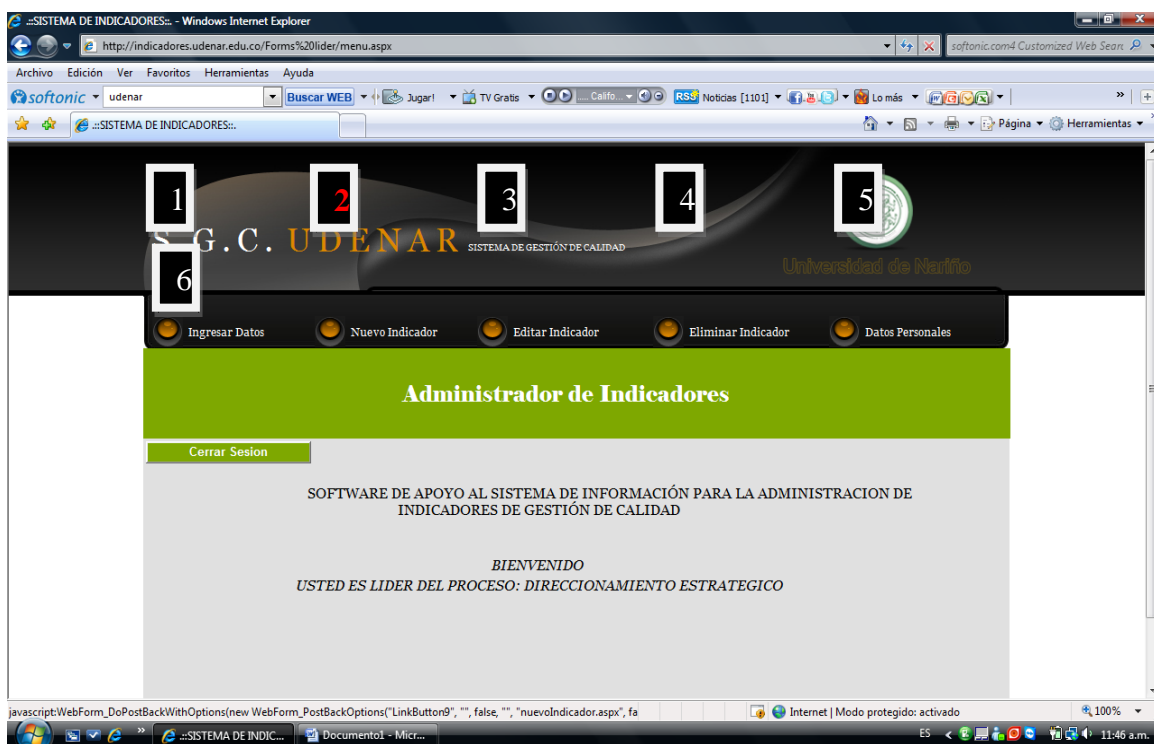 .::SISTEMA DE INDICADORES::. - Windows Internet Explorer
http://indicadores.udenar.edu.co/Forms%20lider/menu.aspx
softonic.com4 Customized Web Sear
Archivo Edición Ver Favoritos Herramientas Ayuda
softonic udenar Buscar WEB Jugar! TV Gratis .... Califo... RSS Noticias [1101] Lo más »
.::SISTEMA DE INDICADORES::. Página Herramientas
1 2 3 4 5
G.C. UDENAR SISTEMA DE GESTIÓN DE CALIDAD
Universidad de Nariño
6
Ingresar Datos Nuevo Indicador Editar Indicador Eliminar Indicador Datos Personales
Administrador de Indicadores
Cerrar Sesion
SOFTWARE DE APOYO AL SISTEMA DE INFORMACIÓN PARA LA ADMINISTRACION DE
INDICADORES DE GESTIÓN DE CALIDAD
BIENVENIDO
USTED ES LIDER DEL PROCESO: DIRECCIONAMIENTO ESTRATEGICO
javascript:WebForm_DoPostBackWithOptions(new WebForm_PostBackOptions("LinkButton9", "", false, "", "nuevoIndicador.aspx", fa Internet | Modo protegido: activado 100%
» .::SISTEMA DE INDIC... Documento1 - Micr... ES 11:46 a.m.